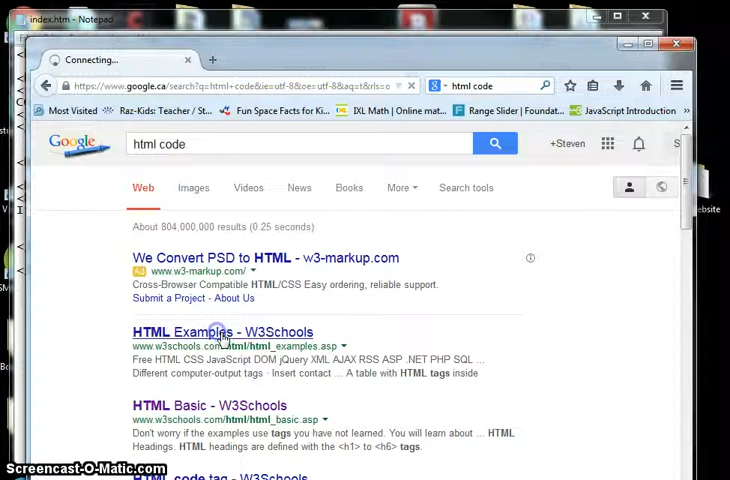 index.htm - Notepad
Connecting...
https://www.google.ca/search?q=html+code&ie=utf-8&oe=utf-8&aq=t&rls=o
html code
Most Visited
Raz-Kids: Teacher / St...
Fun Space Facts for Kin...
IXL Math | Online mat...
Range Slider | Foundat...
JavaScript Introduction
»
Google
html code
+Steven
S
Web
Images
Videos
News
Books
More
Search tools
About 804,000,000 results (0.25 seconds)
We Convert PSD to HTML - w3-markup.com
Ad www.w3-markup.com/
Cross-Browser Compatible HTML/CSS Easy ordering, reliable support.
Submit a Project - About Us
HTML Examples - W3Schools
www.w3schools.com/html/html_examples.asp
Free HTML CSS JavaScript DOM jQuery XML AJAX RSS ASP .NET PHP SQL ...
Different computer-output tags · Insert contact ... A table with HTML tags inside
HTML Basic - W3Schools
www.w3schools.com/html/html_basic.asp
Don't worry if the examples use tags you have not learned. You will learn about ... HTML
Headings. HTML headings are defined with the <h1> to <h6> tags.
HTML code tag - W3Schools
ebsite
Screencast-O-Matic.com